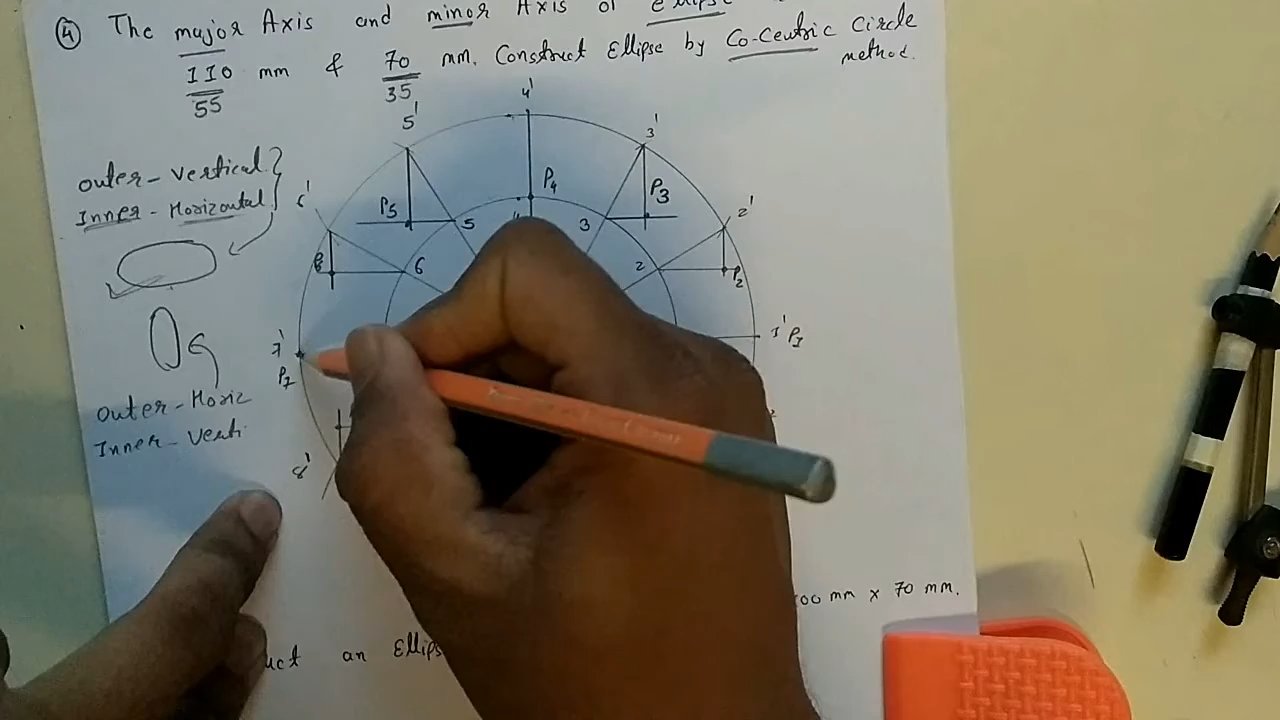 ④ The major Axis and minor Axis of ellipse
110 mm & 70 mm. Construct Ellipse by Co-Centric Circle
method.
55 35
4'
5' 3'
outer - vertical
Inner - Horizontal
6' P5 P4 P3 2'
5 3
6 2 P2
7' 1' P1
P7
outer - Horiz
Inner - Verti
8'
00 mm x 70 mm.
uct an Ellips